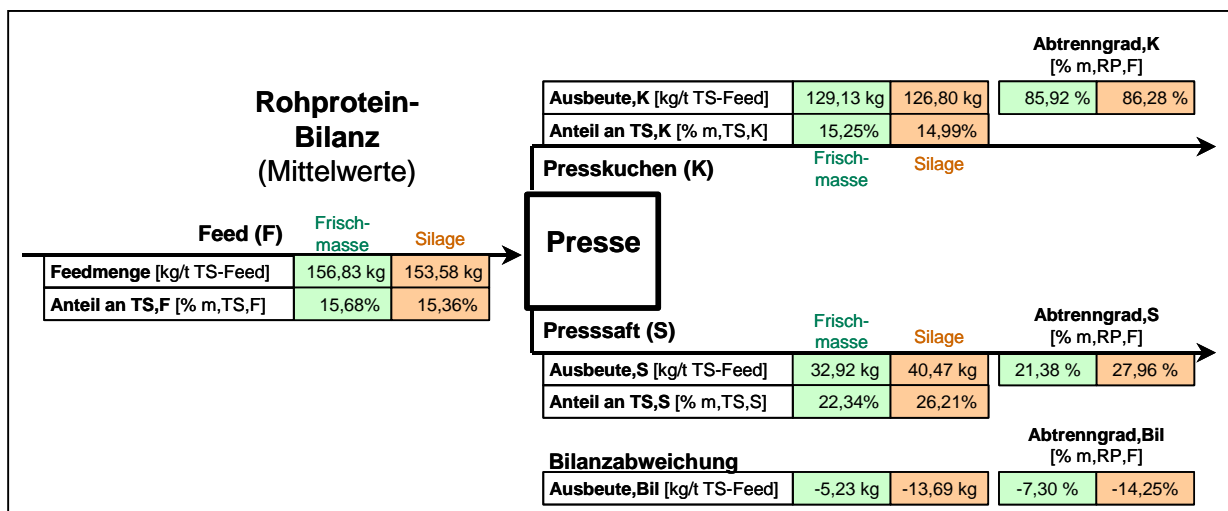 Rohprotein-
Bilanz
(Mittelwerte)
Abtrenngrad,K
[% m,RP,F]
Ausbeute,K [kg/t TS-Feed] 129,13 kg 126,80 kg 85,92 % 86,28 %
Anteil an TS,K [% m,TS,K] 15,25% 14,99%
Presskuchen (K) Frisch-
masse Silage
Feed (F) Frisch-
masse Silage
Feedmenge [kg/t TS-Feed] 156,83 kg 153,58 kg
Anteil an TS,F [% m,TS,F] 15,68% 15,36%
Presse
Presssaft (S) Frisch-
masse Silage
Abtrenngrad,S
[% m,RP,F]
Ausbeute,S [kg/t TS-Feed] 32,92 kg 40,47 kg 21,38 % 27,96 %
Anteil an TS,S [% m,TS,S] 22,34% 26,21%
Bilanzabweichung
Abtrenngrad,Bil
[% m,RP,F]
Ausbeute,Bil [kg/t TS-Feed] -5,23 kg -13,69 kg -7,30 % -14,25%